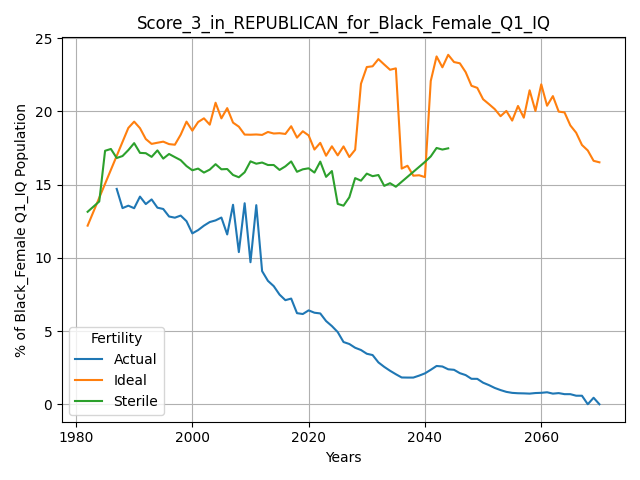 Score_3_in_REPUBLICAN_for_Black_Female_Q1_IQ
% of Black_Female Q1_IQ Population
25
20
15
10
5
0
Fertility
Actual
Ideal
Sterile
1980
2000
2020
2040
2060
Years